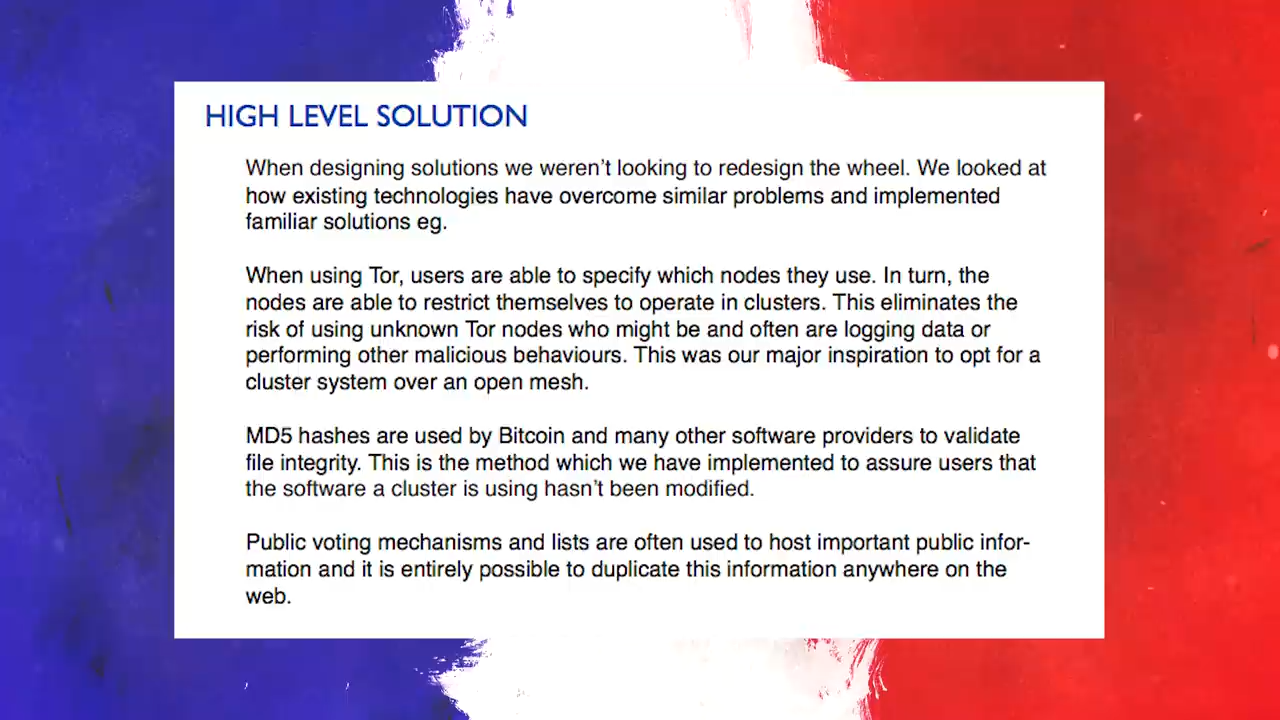 HIGH LEVEL SOLUTION
When designing solutions we weren't looking to redesign the wheel. We looked at
how existing technologies have overcome similar problems and implemented
familiar solutions eg.
When using Tor, users are able to specify which nodes they use. In turn, the
nodes are able to restrict themselves to operate in clusters. This eliminates the
risk of using unknown Tor nodes who might be and often are logging data or
performing other malicious behaviours. This was our major inspiration to opt for a
cluster system over an open mesh.
MD5 hashes are used by Bitcoin and many other software providers to validate
file integrity. This is the method which we have implemented to assure users that
the software a cluster is using hasn't been modified.
Public voting mechanisms and lists are often used to host important public infor-
mation and it is entirely possible to duplicate this information anywhere on the
web.